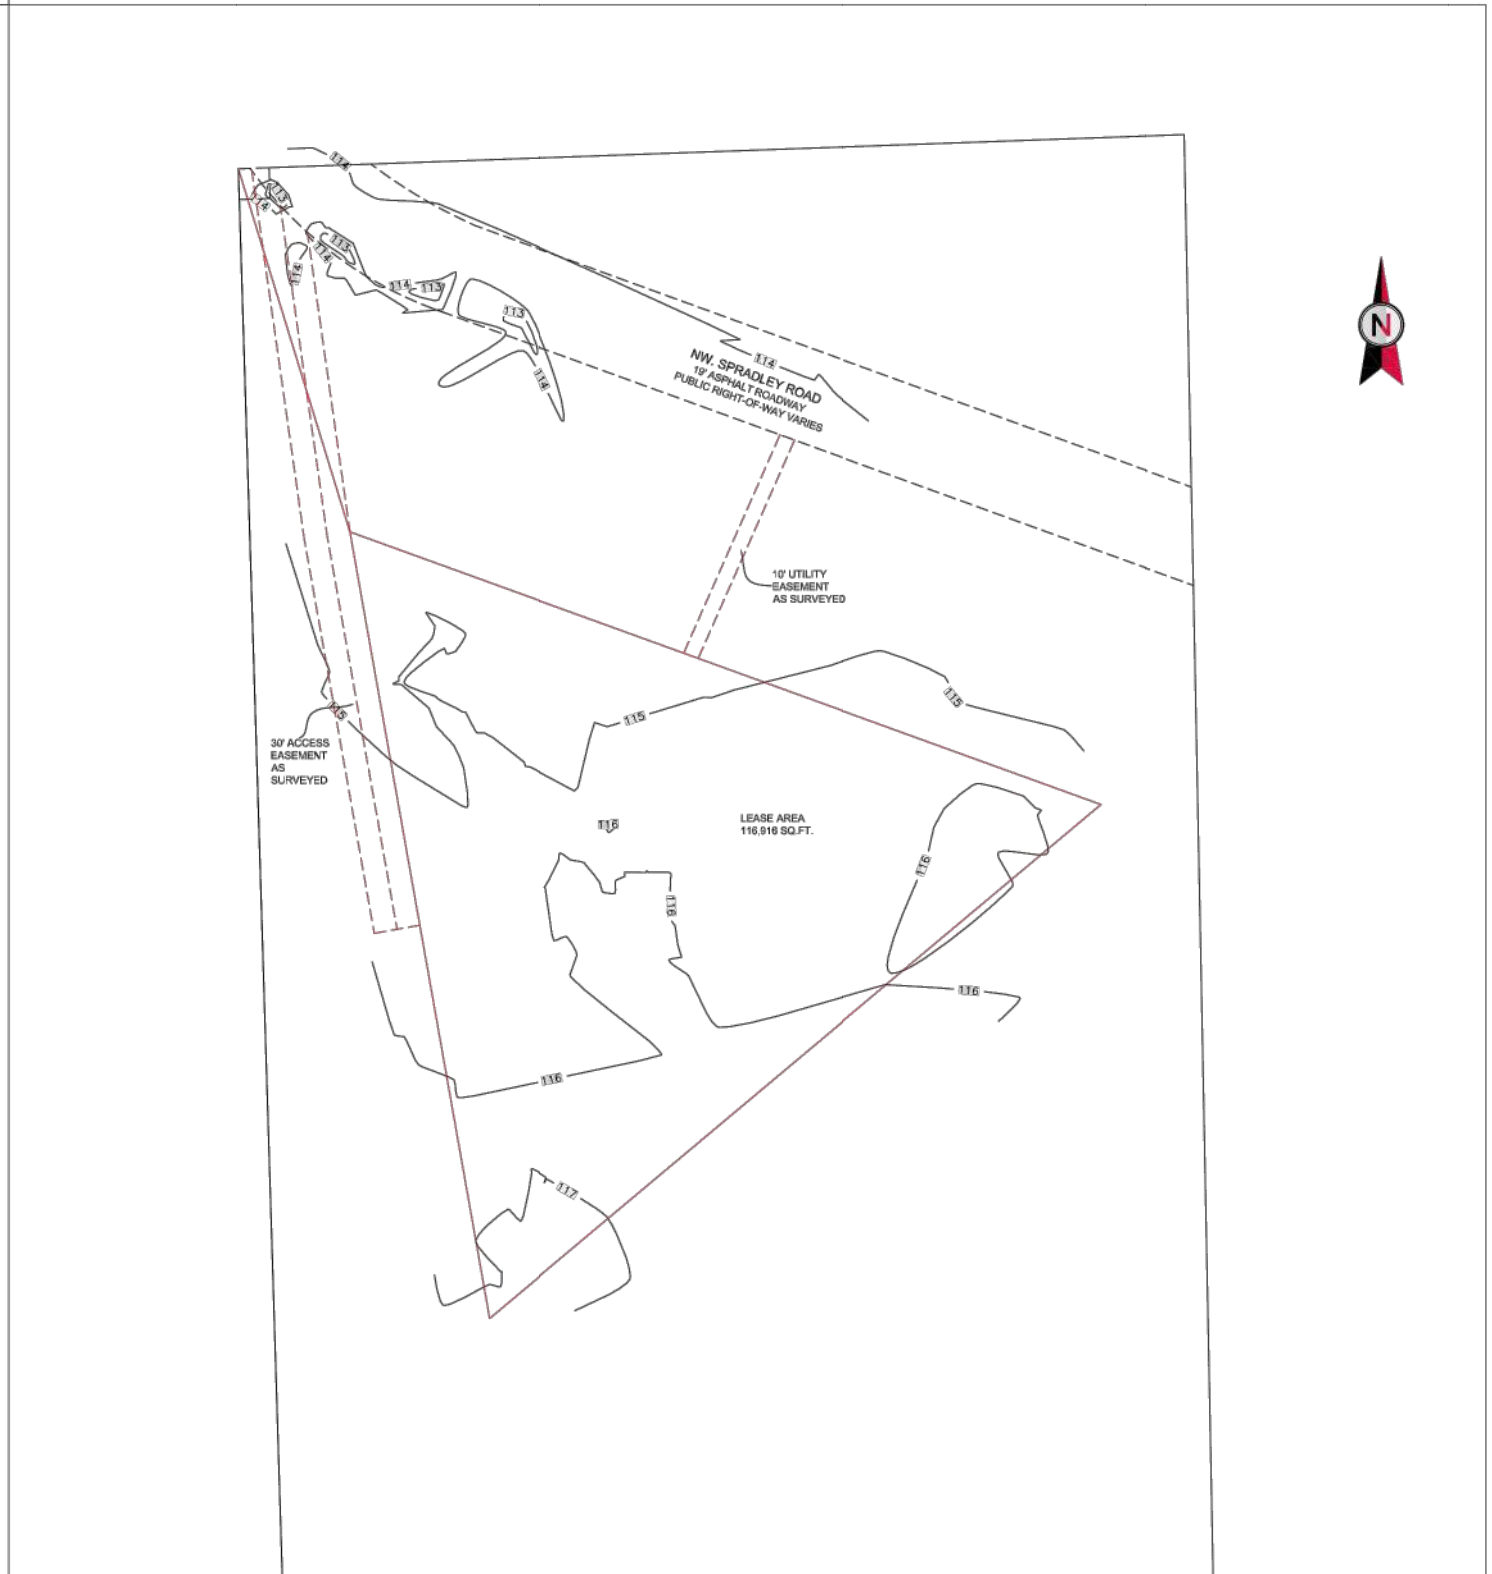 114
113
114
113
114
114
114
113
113
114
114
NW. SPRADLEY ROAD
19' ASPHALT ROADWAY
PUBLIC RIGHT-OF-WAY VARIES
N
10' UTILITY
EASEMENT
AS SURVEYED
115
115
115
30' ACCESS
EASEMENT
AS
SURVEYED
116
LEASE AREA
116,916 SQ.FT.
116
116
116
116
117